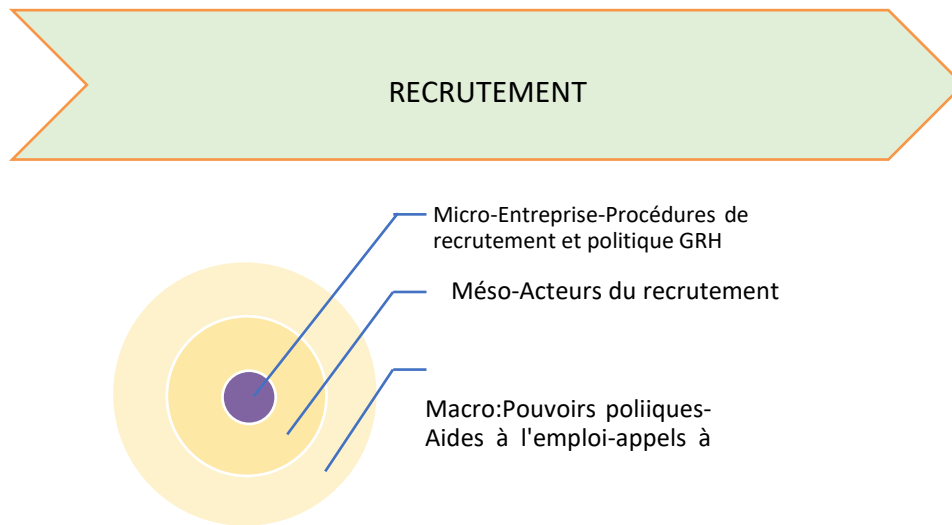 RECRUTEMENT
Micro-Entreprise-Procédures de
recrutement et politique GRH
Méso-Acteurs du recrutement
Macro:Pouvoirs poliiques-
Aides à l'emploi-appels à